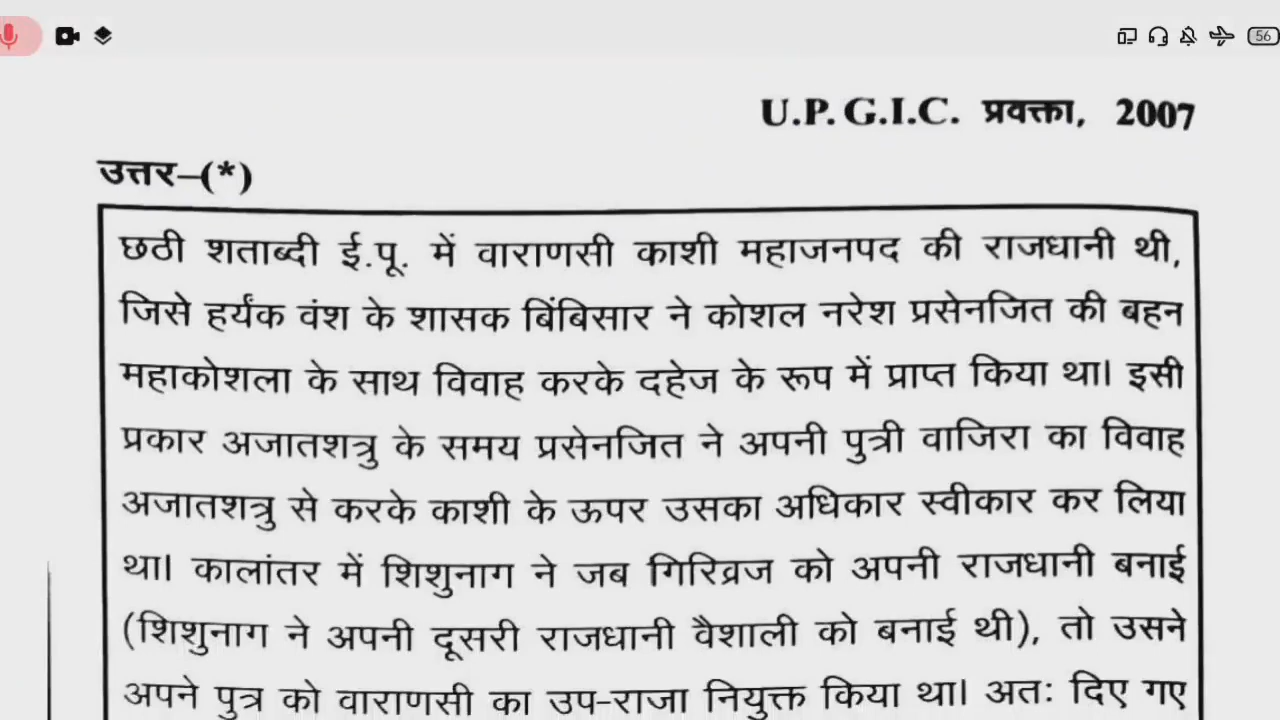 56
U.P.G.I.C. प्रवक्ता, 2007
उत्तर–(*)
छठी शताब्दी ई.पू. में वाराणसी काशी महाजनपद की राजधानी थी,
जिसे हर्यंक वंश के शासक बिंबिसार ने कोशल नरेश प्रसेनजित की बहन
महाकोशला के साथ विवाह करके दहेज के रूप में प्राप्त किया था। इसी
प्रकार अजातशत्रु के समय प्रसेनजित ने अपनी पुत्री वाजिरा का विवाह
अजातशत्रु से करके काशी के ऊपर उसका अधिकार स्वीकार कर लिया
था। कालांतर में शिशुनाग ने जब गिरिव्रज को अपनी राजधानी बनाई
(शिशुनाग ने अपनी दूसरी राजधानी वैशाली को बनाई थी), तो उसने
अपने पुत्र को वाराणसी का उप-राजा नियुक्त किया था। अतः दिए गए